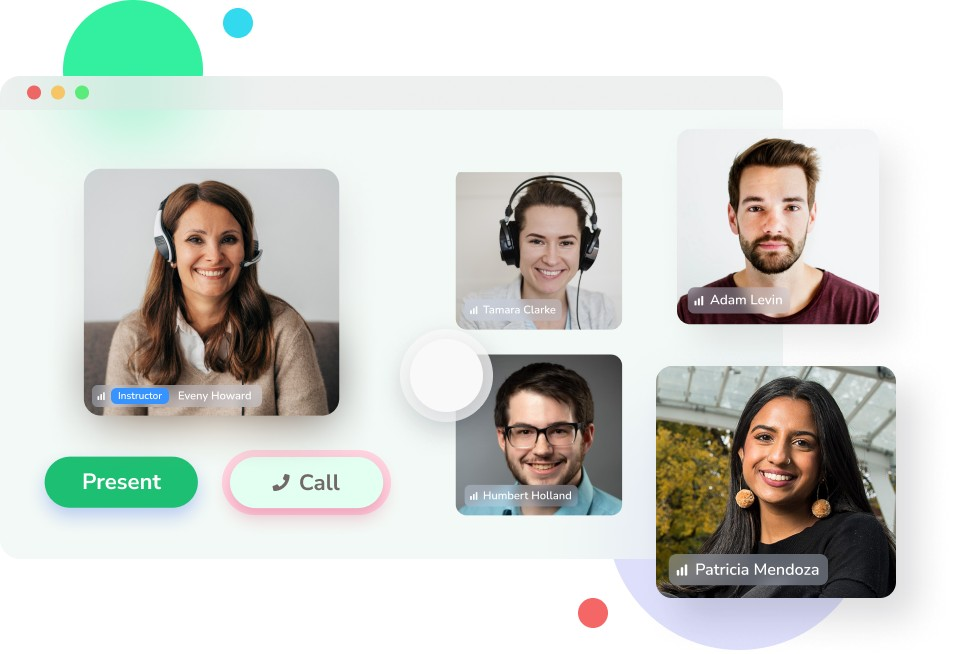 Adam Levin
Tamara Clarke
Instructor Eveny Howard
Present
Call
Humbert Holland
Patricia Mendoza